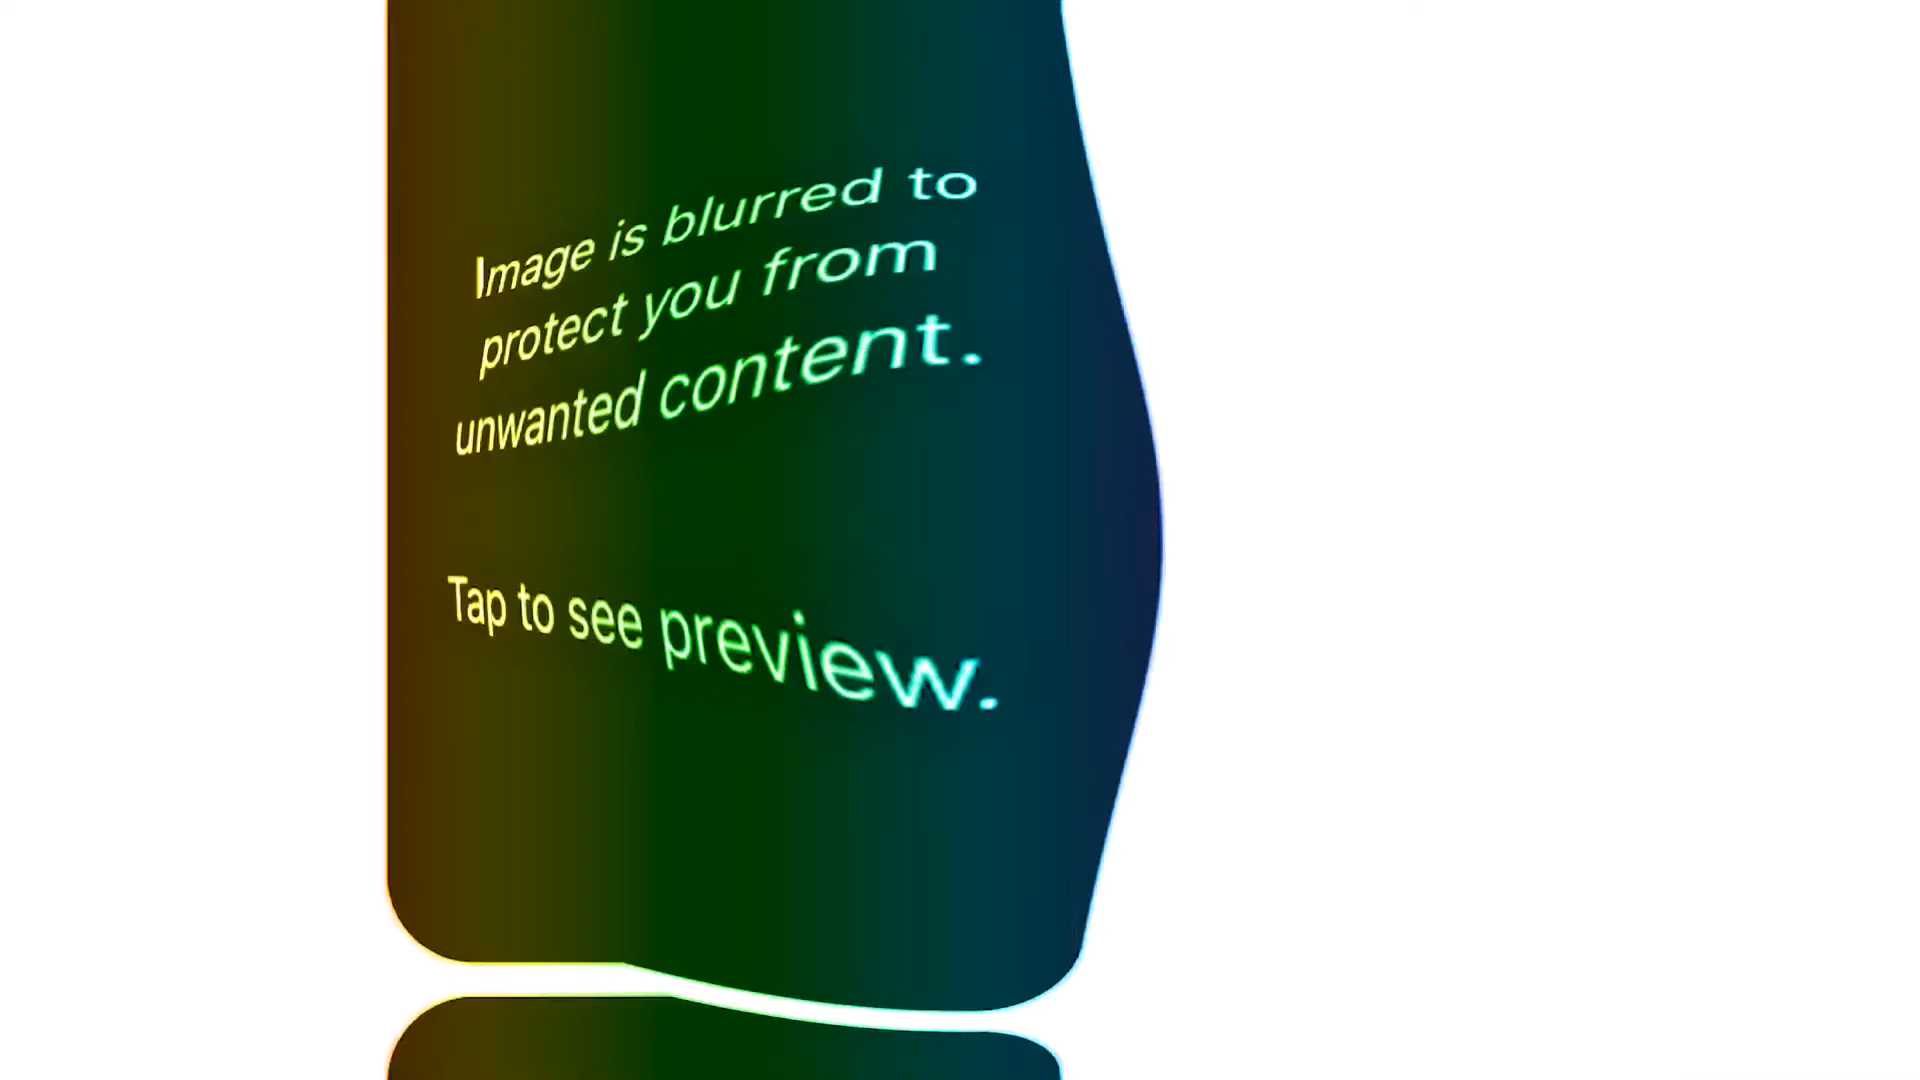 Image is blurred to
protect you from
unwanted content.
Tap to see preview.